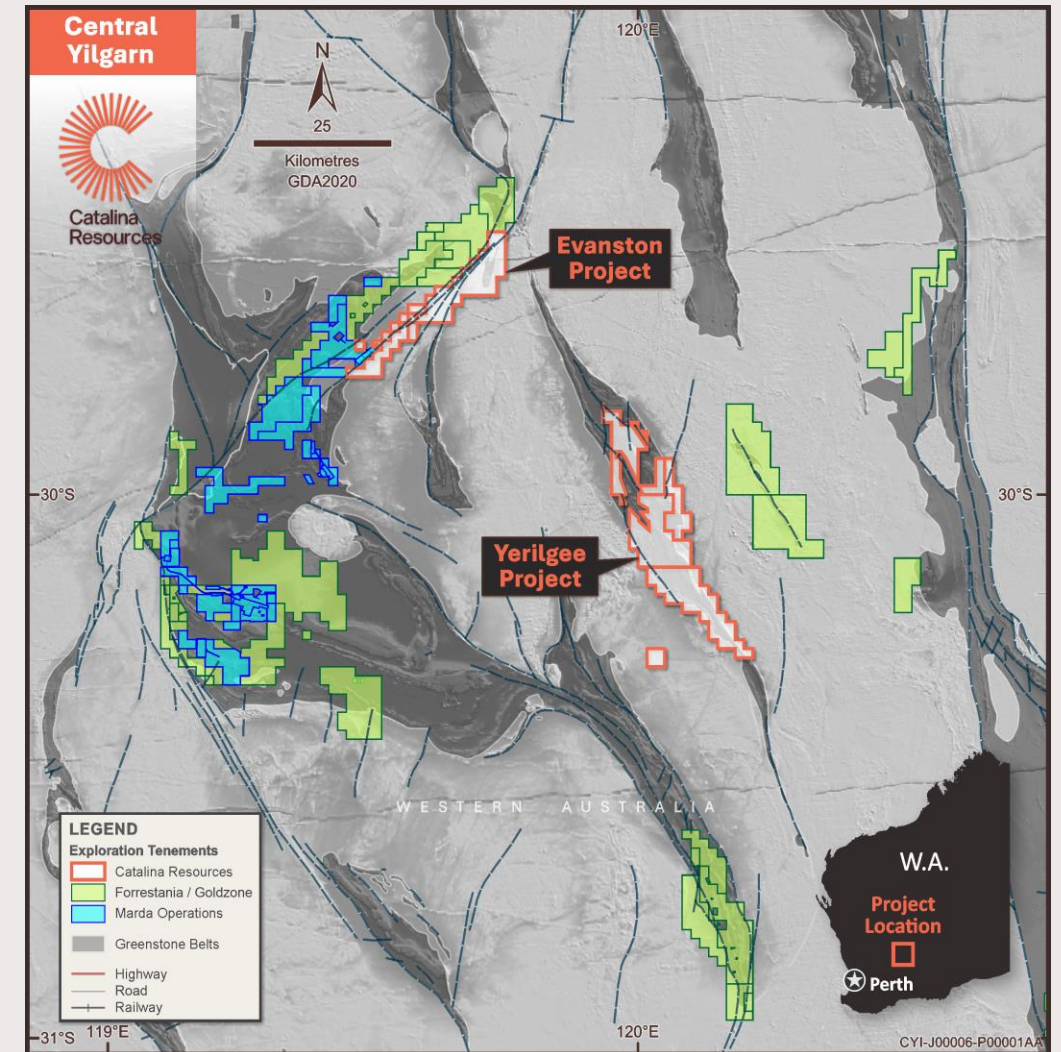 Central
Yilgarn
Catalina
Resources
N
25
Kilometres
GDA2020
120°E
Evanston
Project
30°S
30°S
Yerilgee
Project
WESTERN AUSTRALIA
LEGEND
Exploration Tenements
Catalina Resources
Forrestania / Goldzone
Marda Operations
Greenstone Belts
Highway
Road
Railway
W.A.
Project
Location
Perth
31°S
119°E
120°E
CYI-J00006-P00001AA